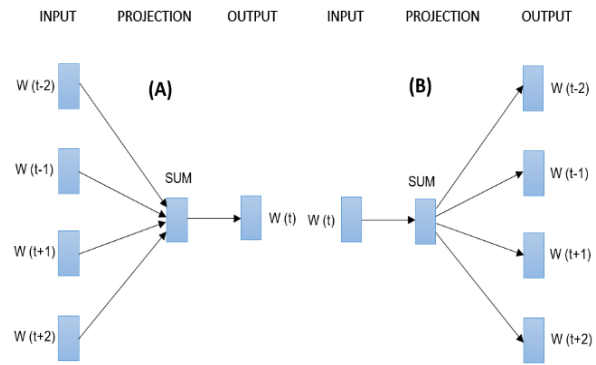 INPUT PROJECTION OUTPUT INPUT PROJECTION OUTPUT
(A)
W (t-2)
W (t-1)
SUM
W (t)
W (t+1)
W (t+2)
(B)
W (t)
SUM
W (t-2)
W (t-1)
W (t+1)
W (t+2)